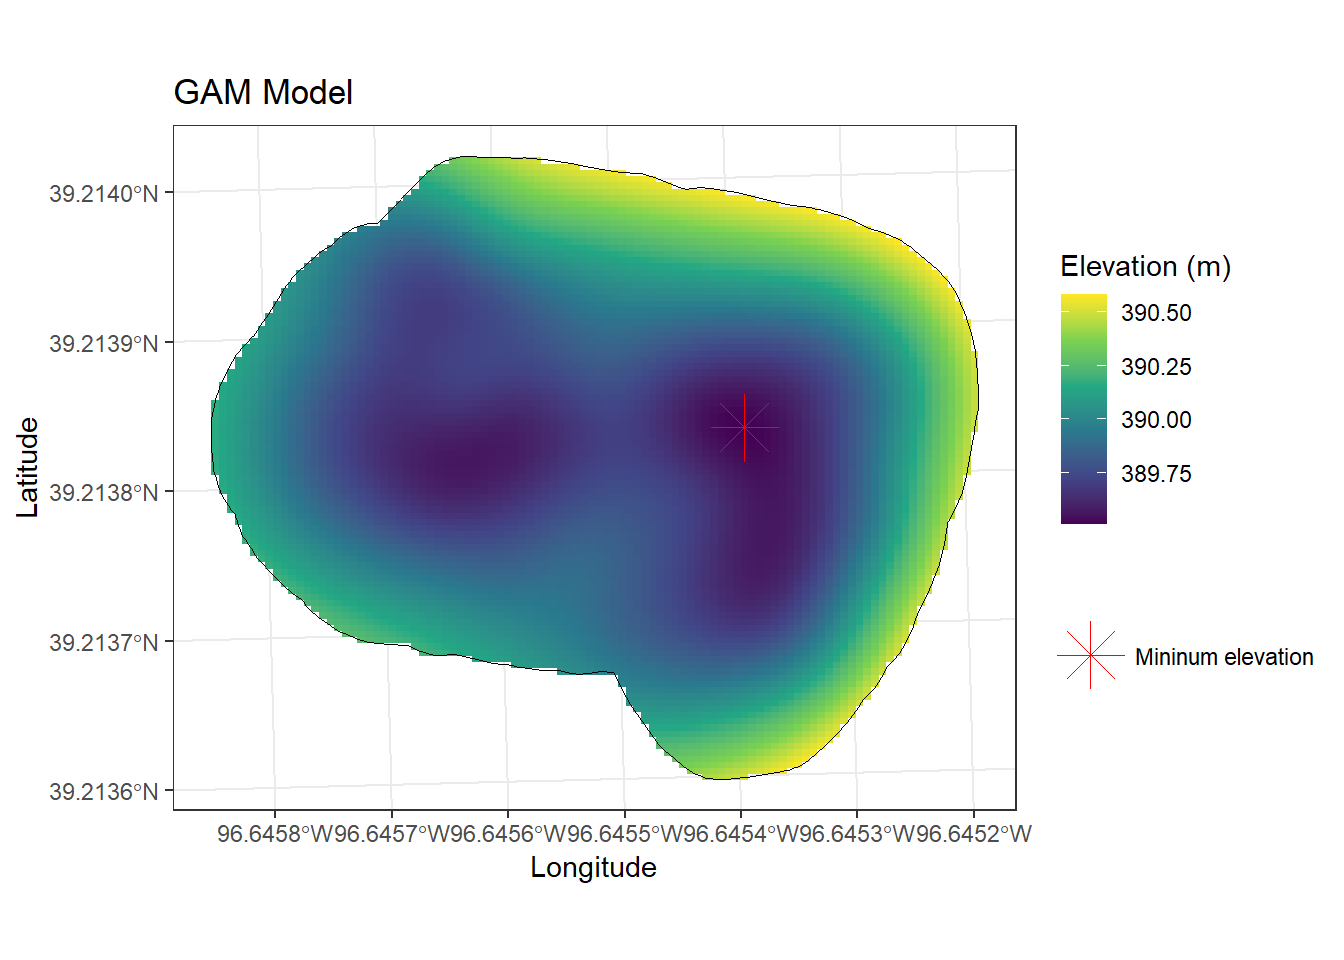 GAM Model
39.2140°N
39.2139°N
39.2138°N
39.2137°N
39.2136°N
Latitude
96.6458°W96.6457°W96.6456°W96.6455°W96.6454°W96.6453°W96.6452°W
Longitude
Elevation (m)
390.50
390.25
390.00
389.75
Mininum elevation